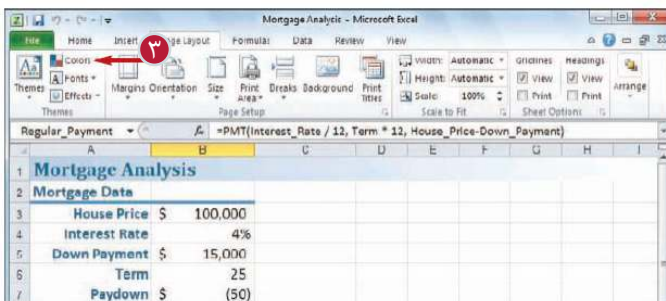 Mortgage Analysis - Microsoft Excel
File Home Insert Page Layout Formulas Data Review View
٣
Colors Width: Automatic Gridlines Headings
Fonts Height: Automatic View View
Themes Effects Margins Orientation Size Print Area Breaks Background Print Titles Scale: 100% Print Print Arrange
Themes Page Setup Scale to Fit Sheet Options
Regular_Payment fx =PMT(Interest_Rate / 12, Term * 12, House_Price-Down_Payment)
A B C D E F G H I
1 Mortgage Analysis
2 Mortgage Data
3 House Price $ 100,000
4 Interest Rate 4%
5 Down Payment $ 15,000
6 Term 25
7 Paydown $ (50)